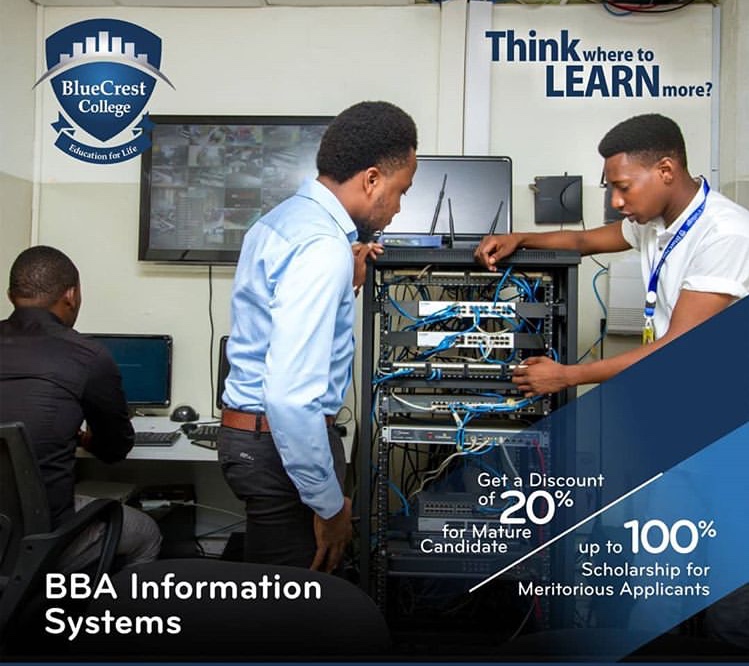 BlueCrest
College
Education for Life
Think where to
LEARN more?
Get a Discount
of 20%
for Mature
Candidate
up to 100%
Scholarship for
Meritorious Applicants
BBA Information
Systems